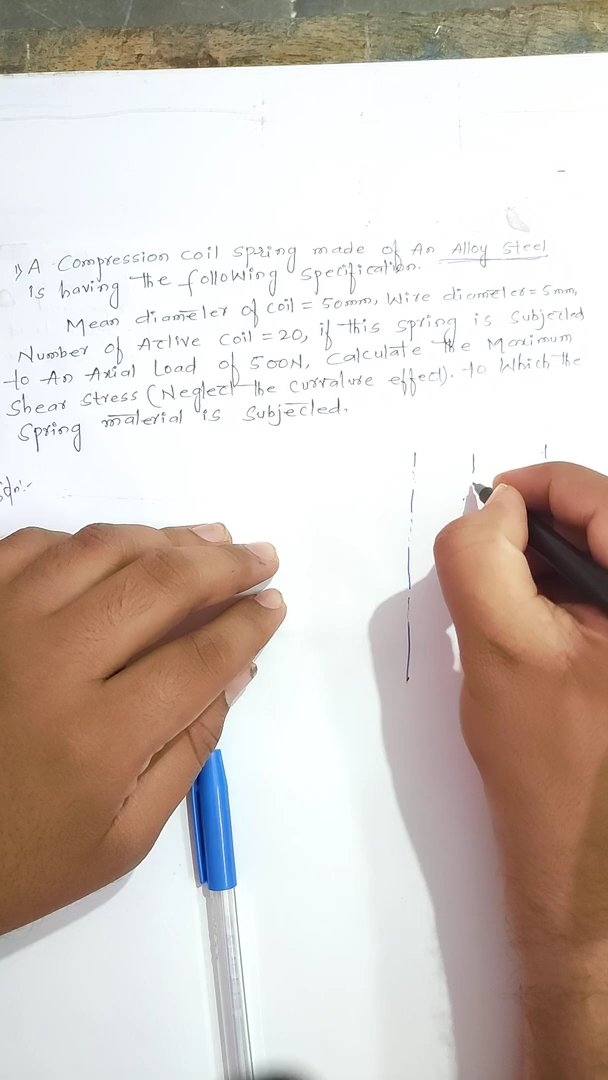 1) A Compression coil spring made of An Alloy steel
is having the following specification.
Mean diameter of coil = 50mm, Wire diameter = 5mm,
Number of Active coil = 20, if this spring is subjected
to An Axial Load of 500N, calculate the Maximum
Shear stress (Neglect the curvature effect). to which the
spring material is subjected.